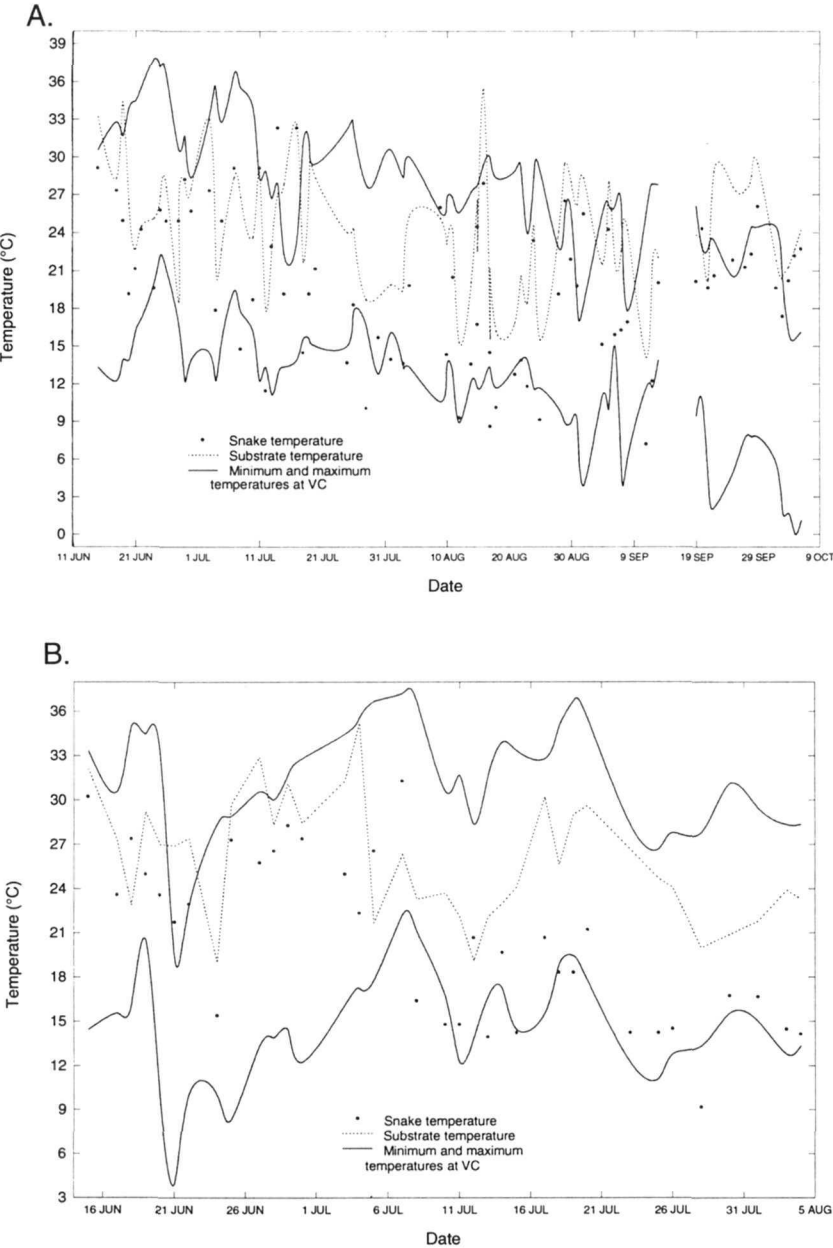 A.
39
36
33
30
27
24
21
18
15
12
9
6
3
0
Temperature (°C)
Snake temperature
Substrate temperature
Minimum and maximum
temperatures at VC
11 JUN 21 JUN 1 JUL 11 JUL 21 JUL 31 JUL 10 AUG 20 AUG 30 AUG 9 SEP 19 SEP 29 SEP 9 OCT
Date
B.
36
33
30
27
24
21
18
15
12
9
6
3
Temperature (°C)
Snake temperature
Substrate temperature
Minimum and maximum
temperatures at VC
16 JUN 21 JUN 26 JUN 1 JUL 6 JUL 11 JUL 16 JUL 21 JUL 26 JUL 31 JUL 5 AUG
Date